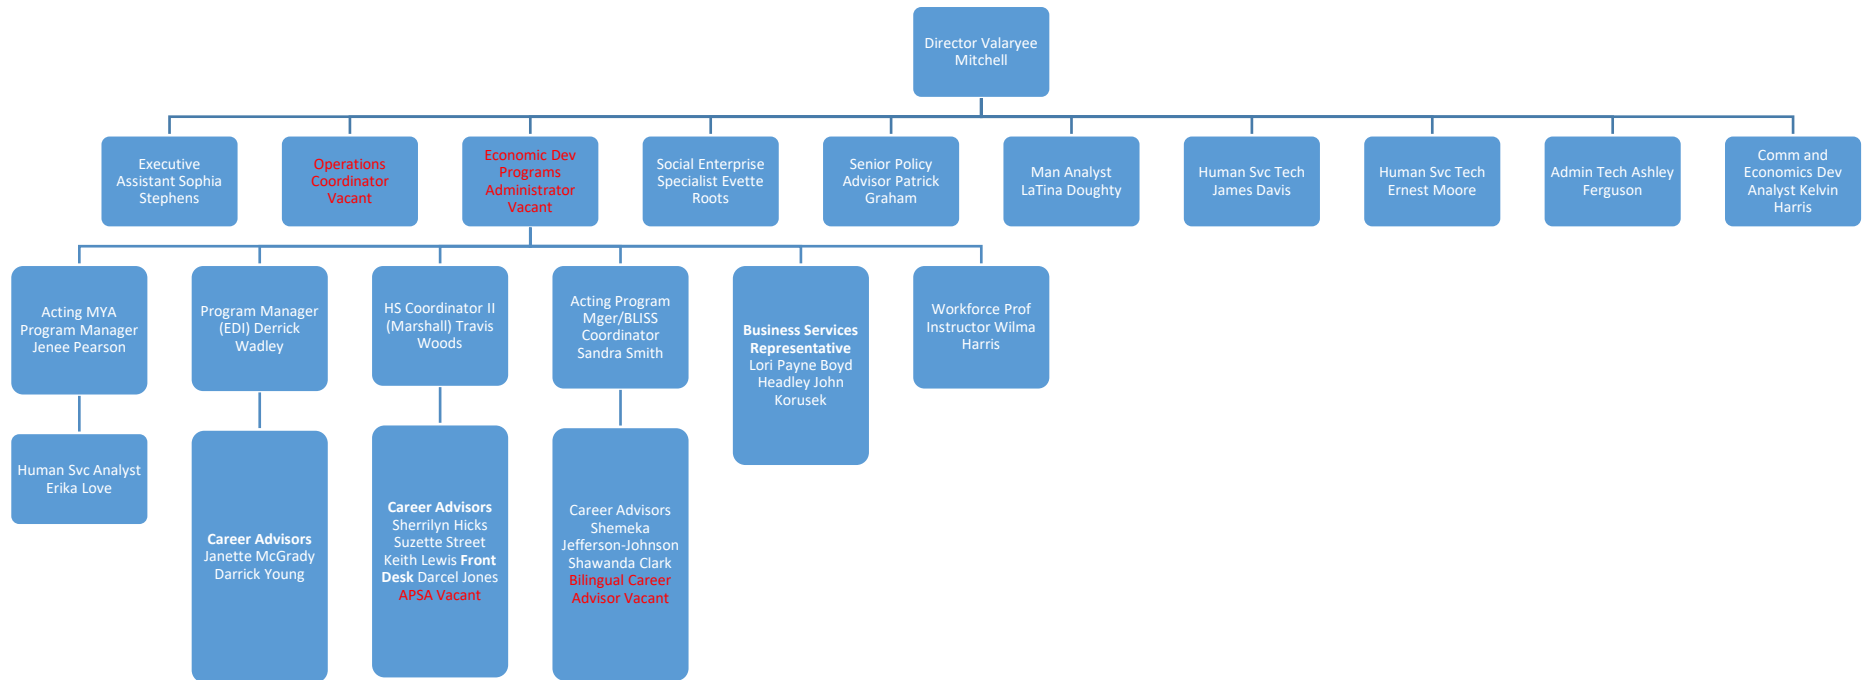 Director Valaryee
Mitchell
Executive
Assistant Sophia
Stephens
Operations
Coordinator
Vacant
Economic Dev
Programs
Administrator
Vacant
Social Enterprise
Specialist Evette
Roots
Senior Policy
Advisor Patrick
Graham
Man Analyst
LaTina Doughty
Human Svc Tech
James Davis
Human Svc Tech
Ernest Moore
Admin Tech Ashley
Ferguson
Comm and
Economics Dev
Analyst Kelvin
Harris
Acting MYA
Program Manager
Jenee Pearson
Program Manager
(EDI) Derrick
Wadley
HS Coordinator II
(Marshall) Travis
Woods
Acting Program
Mger/BLISS
Coordinator
Sandra Smith
Business Services
Representative
Lori Payne Boyd
Headley John
Korusek
Workforce Prof
Instructor Wilma
Harris
Human Svc Analyst
Erika Love
Career Advisors
Janette McGrady
Darrick Young
Career Advisors
Sherrilyn Hicks
Suzette Street
Keith Lewis Front
Desk Darcel Jones
APSA Vacant
Career Advisors
Shemeka
Jefferson-Johnson
Shawanda Clark
Bilingual Career
Advisor Vacant